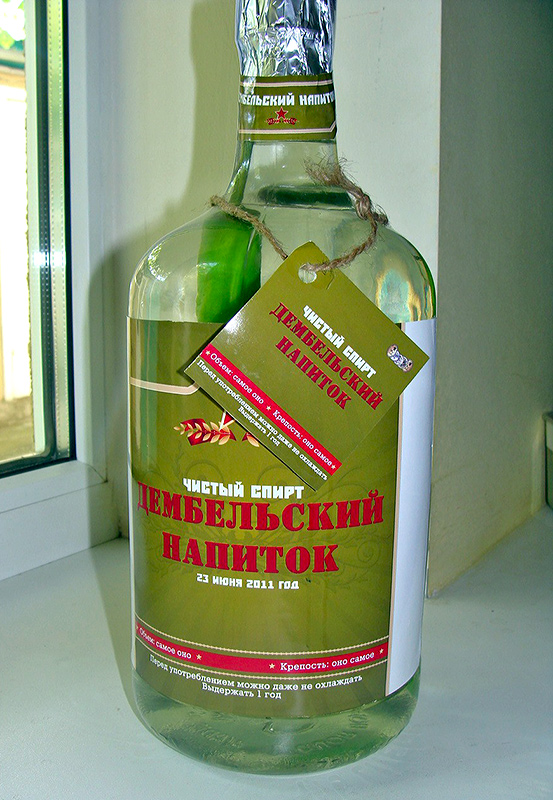 НАПИТОК
ЧИСТЫЙ СПИРТ
ДЕМБЕЛЬСКИЙ
НАПИТОК
★ Объем: самое оно ★ Крепость: оно самое ★
Перед употреблением можно даже не охлаждать
Выдержать 1 год
ЧИСТЫЙ СПИРТ
ДЕМБЕЛЬСКИЙ
НАПИТОК
23 ИЮНЯ 2011 ГОД
★ Объем: самое оно ★ ★ Крепость: оно самое ★
Перед употреблением можно даже не охлаждать
Выдержать 1 год